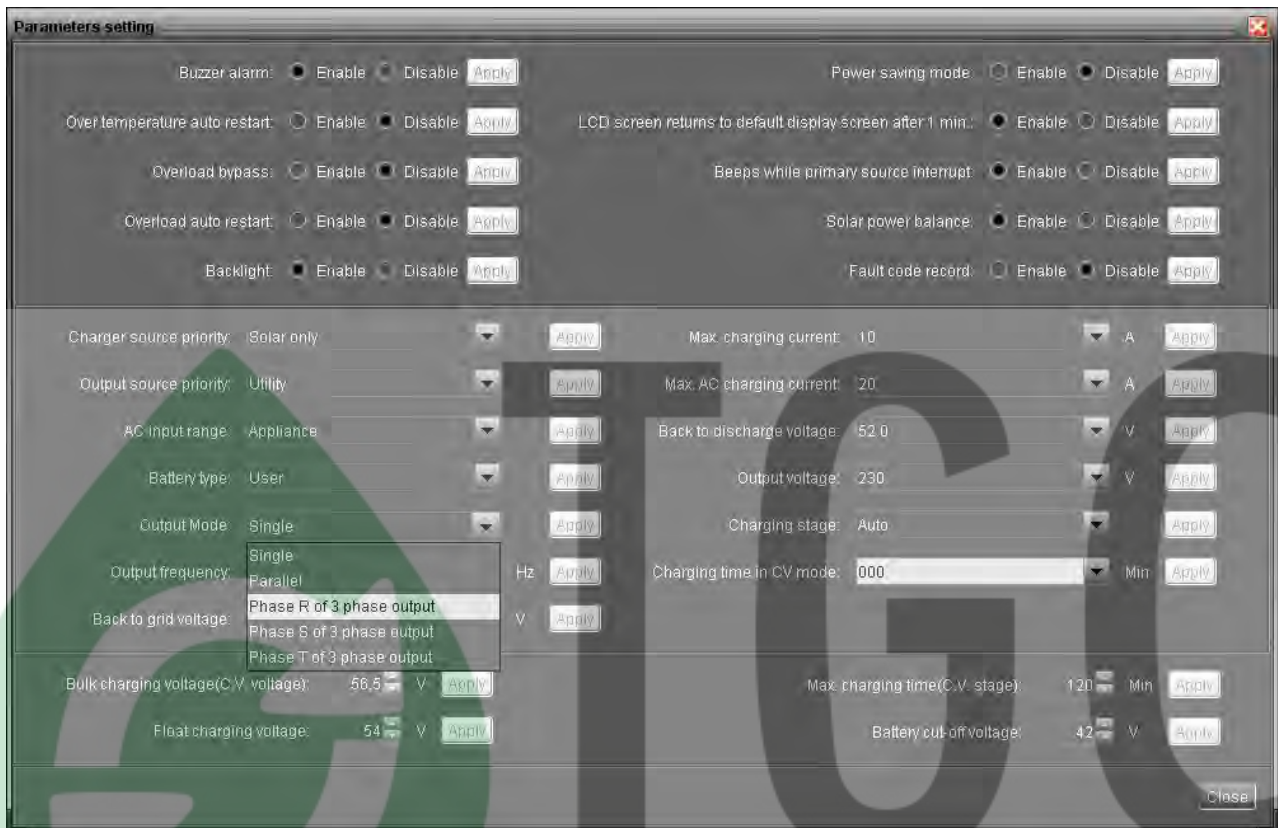 Parameters setting
Buzzer alarm: Enable Disable Apply Power saving mode: Enable Disable Apply
Over temperature auto restart: Enable Disable Apply LCD screen returns to default display screen after 1 min.: Enable Disable Apply
Overload bypass: Enable Disable Apply Beeps while primary source interrupt: Enable Disable Apply
Overload auto restart: Enable Disable Apply Solar power balance: Enable Disable Apply
Backlight: Enable Disable Apply Fault code record: Enable Disable Apply
Charger source priority: Solar only Apply Max. charging current: 10 A Apply
Output source priority: Utility Apply Max. AC charging current: 20 A Apply
AC input range: Appliance Apply Back to discharge voltage: 52.0 V Apply
Battery type: User Apply Output voltage: 230 V Apply
Output Mode: Single Apply Charging stage: Auto Apply
Single
Output frequency: Hz Apply Charging time in CV mode: 000 Min Apply
Parallel
Phase R of 3 phase output
Back to grid voltage: V Apply
Phase S of 3 phase output
Phase T of 3 phase output
Bulk charging voltage(C.V. voltage): 56.5 V Apply Max. charging time(C.V. stage): 120 Min Apply
Float charging voltage: 54 V Apply Battery cut-off voltage: 42 V Apply
Close
TGC